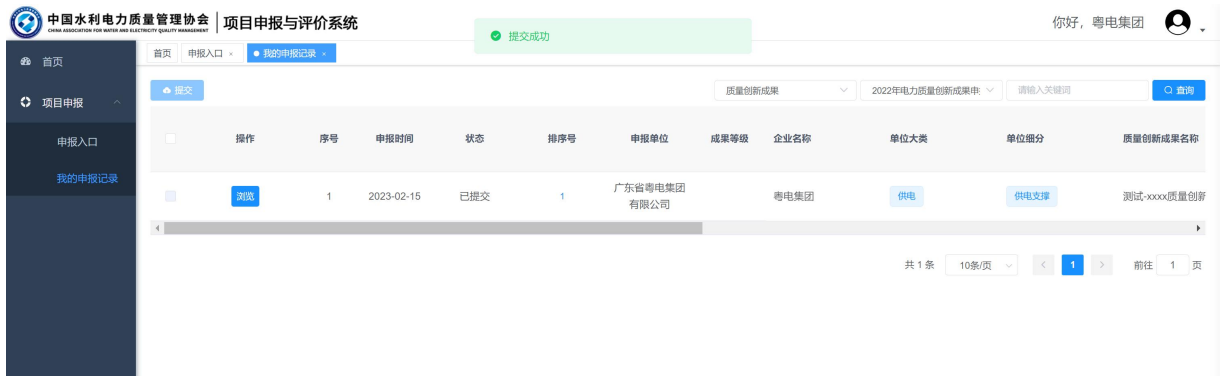 中国水利电力质量管理协会 项目申报与评价系统
CHINA ASSOCIATION FOR WATER AND ELECTRICITY QUALITY MANAGEMENT
提交成功
你好，粤电集团
首页
项目申报
申报入口
我的申报记录
首页 申报入口 × 我的申报记录 ×
提交 质量创新成果 2022年电力质量创新成果申 请输入关键词 查询
操作 序号 申报时间 状态 排序号 申报单位 成果等级 企业名称 单位大类 单位细分 质量创新成果名称
浏览 1 2023-02-15 已提交 1 广东省粤电集团 粤电集团 供电 供电支撑 测试-xxxx质量创新
有限公司
共 1 条 10条/页 < 1 > 前往 1 页